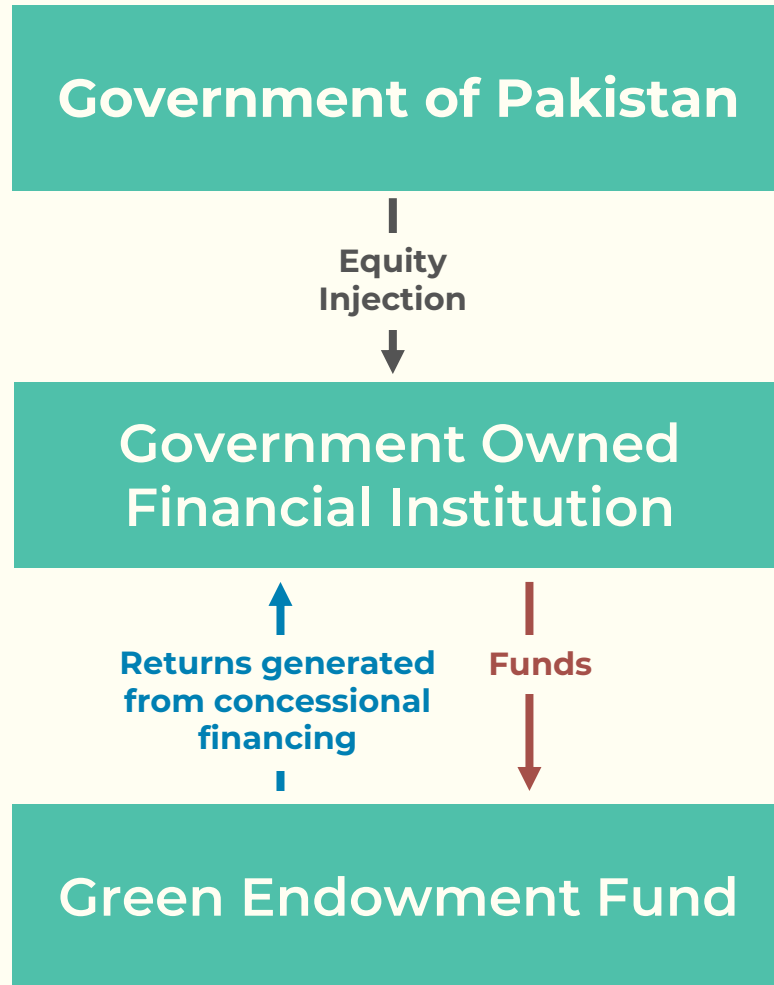 Government of Pakistan
Equity
Injection
Government Owned
Financial Institution
Returns generated
from concessional
financing
Funds
Green Endowment Fund